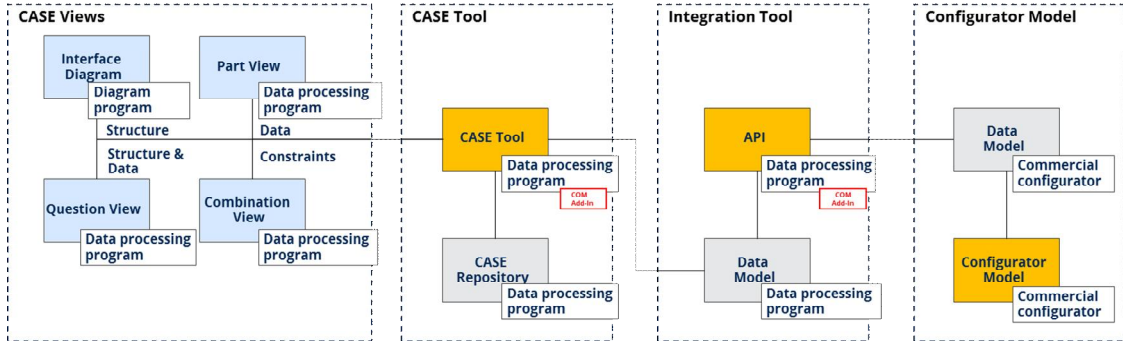 CASE Views
Interface
Diagram
Diagram
program
Part View
Data processing
program
Structure
Data
Structure &
Data
Constraints
Question View
Data processing
program
Combination
View
Data processing
program
CASE Tool
CASE Tool
Data processing
program
COM
Add-In
CASE
Repository
Data processing
program
Integration Tool
API
Data processing
program
COM
Add-In
Data
Model
Data processing
program
Configurator Model
Data
Model
Commercial
configurator
Configurator
Model
Commercial
configurator